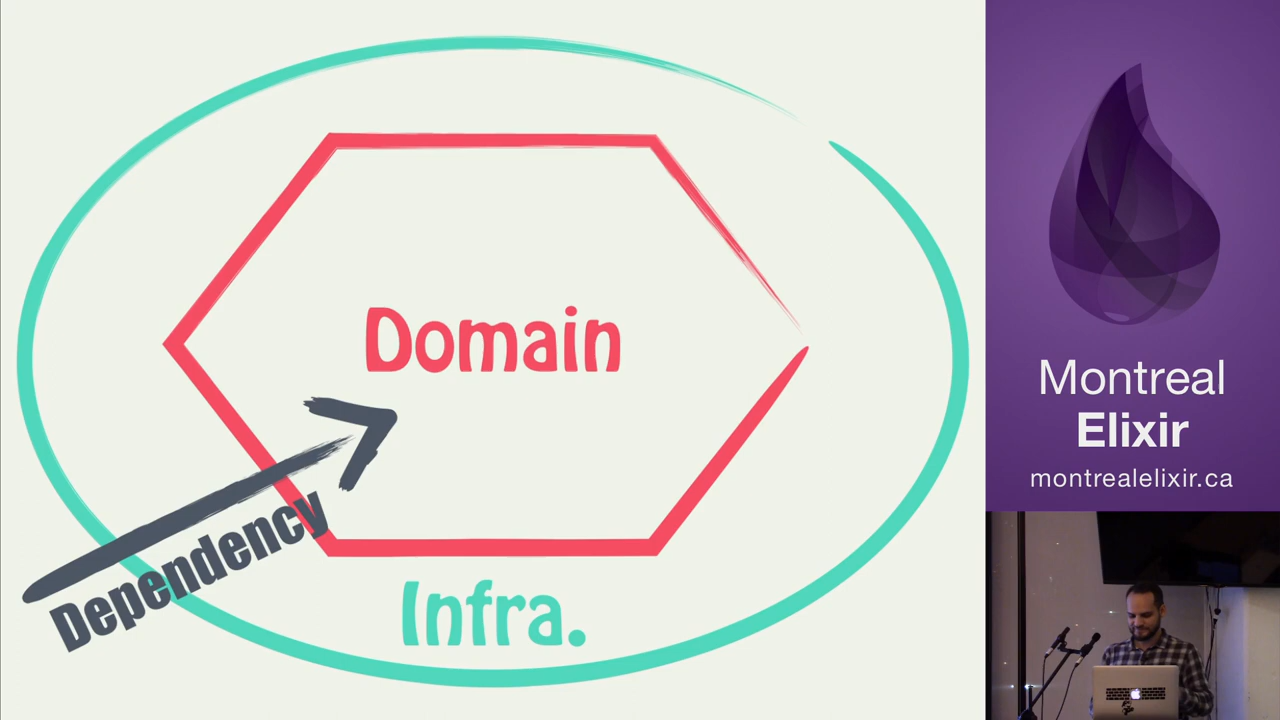 Domain
Dependency
Infra.
Montreal
Elixir
montrealelixir.ca